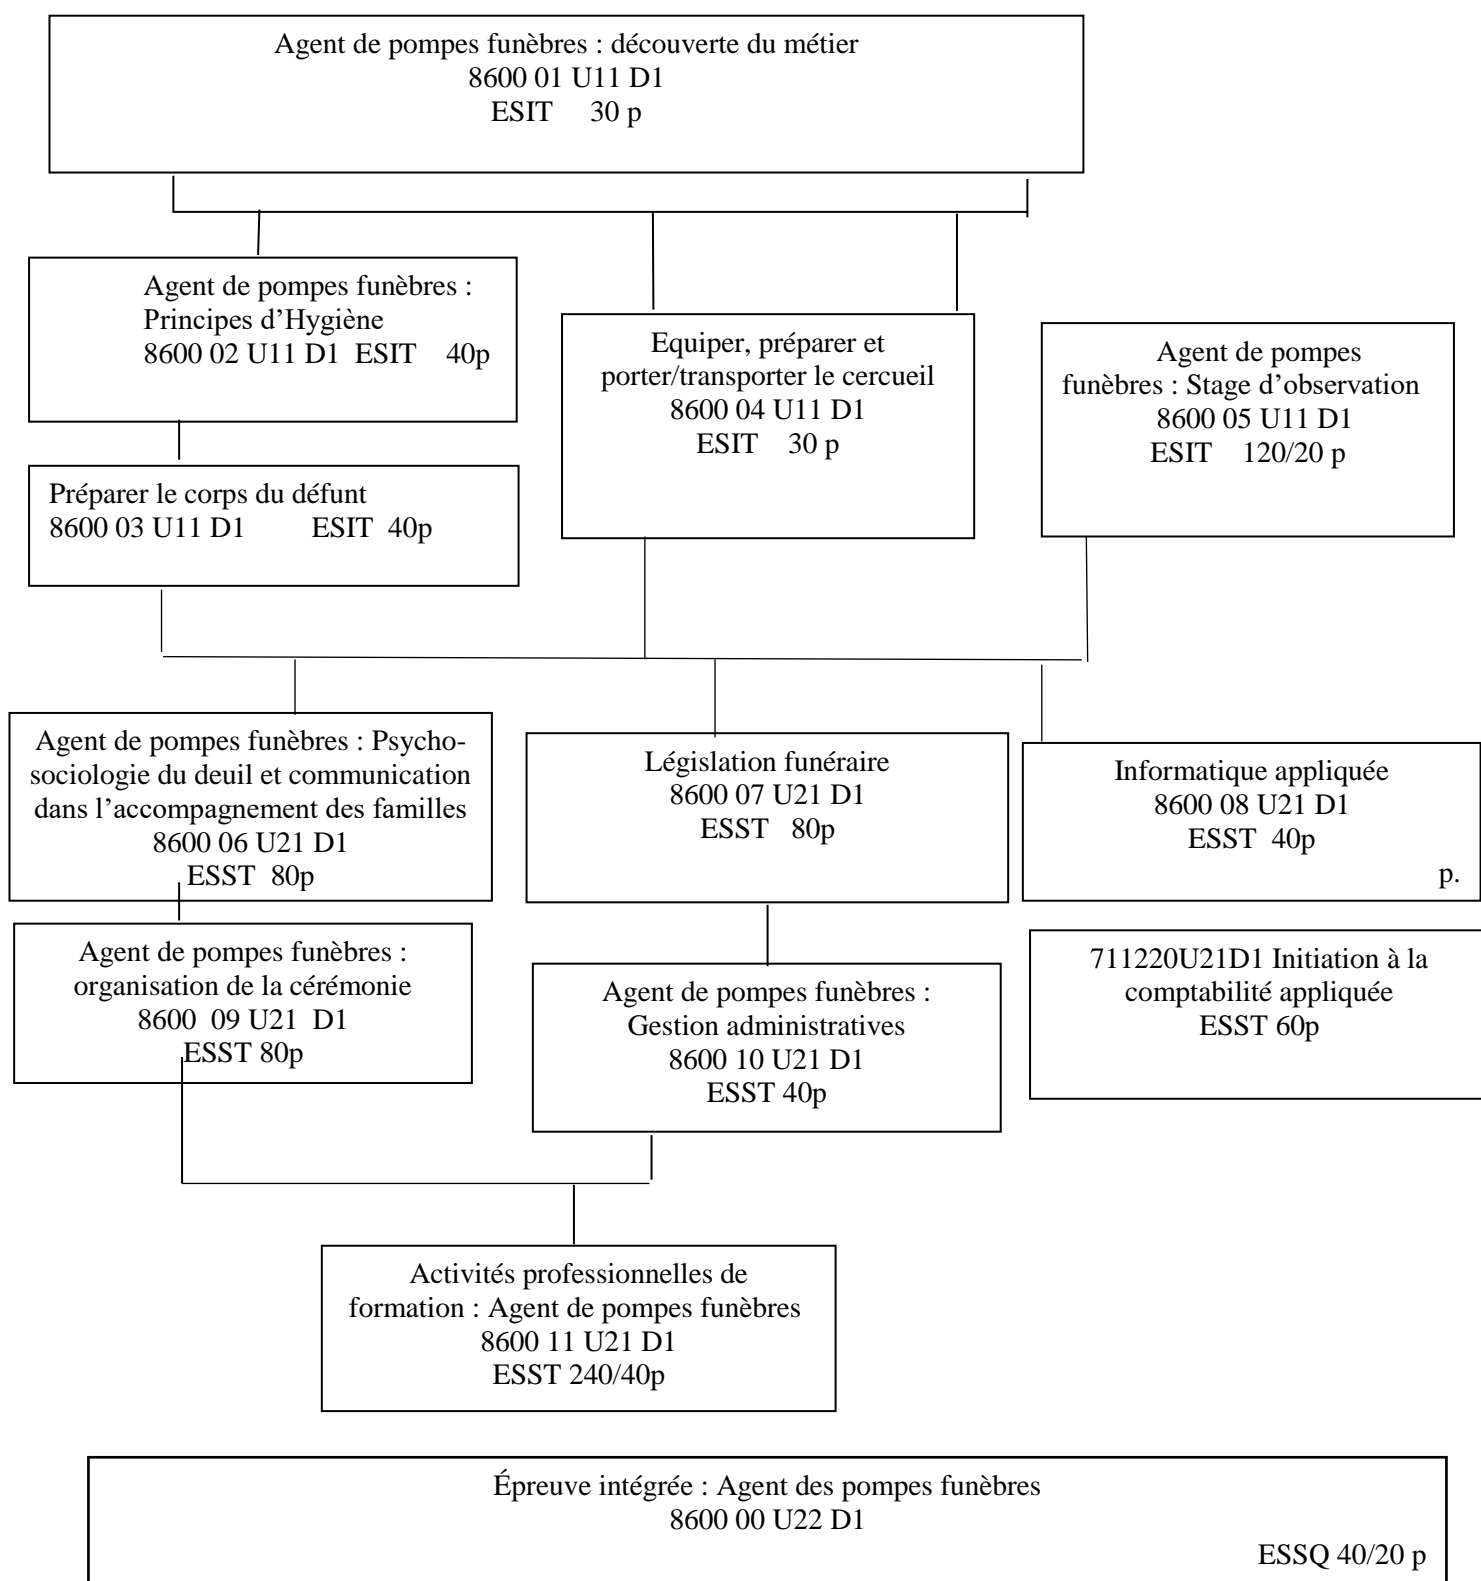 Agent de pompes funèbres : découverte du métier
8600 01 U11 D1
ESIT 30 p
Agent de pompes funèbres :
Principes d’Hygiène
8600 02 U11 D1 ESIT 40p
Equiper, préparer et
porter/transporter le cercueil
8600 04 U11 D1
ESIT 30 p
Agent de pompes
funèbres : Stage d’observation
8600 05 U11 D1
ESIT 120/20 p
Préparer le corps du défunt
8600 03 U11 D1 ESIT 40p
Agent de pompes funèbres : Psycho-
sociologie du deuil et communication
dans l’accompagnement des familles
8600 06 U21 D1
ESST 80p
Législation funéraire
8600 07 U21 D1
ESST 80p
Informatique appliquée
8600 08 U21 D1
ESST 40p
p.
Agent de pompes funèbres :
organisation de la cérémonie
8600 09 U21 D1
ESST 80p
Agent de pompes funèbres :
Gestion administratives
8600 10 U21 D1
ESST 40p
711220U21D1 Initiation à la
comptabilité appliquée
ESST 60p
Activités professionnelles de
formation : Agent de pompes funèbres
8600 11 U21 D1
ESST 240/40p
Épreuve intégrée : Agent des pompes funèbres
8600 00 U22 D1
ESSQ 40/20 p